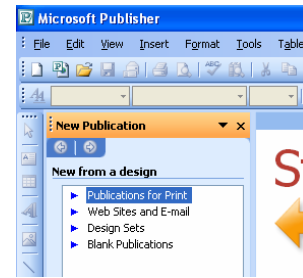 Microsoft Publisher
File Edit View Insert Format Tools Table
New Publication
New from a design
Publications for Print
Web Sites and E-mail
Design Sets
Blank Publications